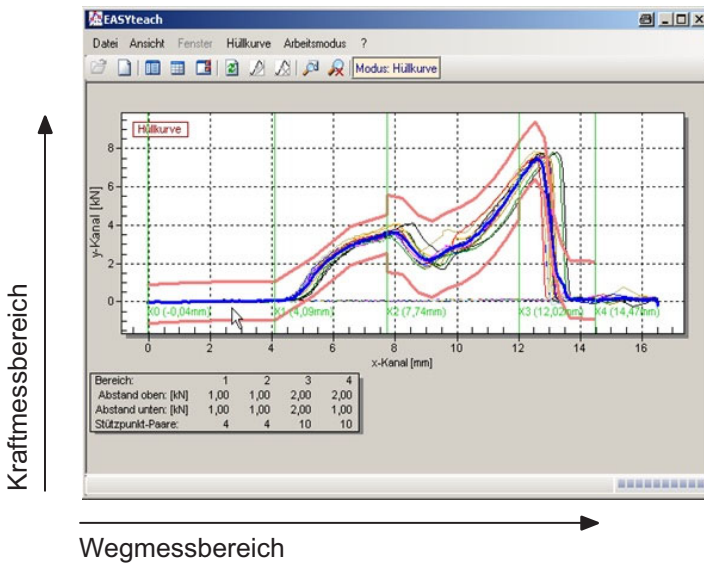 EASYteach
Datei Ansicht Fenster Hüllkurve Arbeitsmodus ?
Modus: Hüllkurve
Hüllkurve
8
6
4
2
0
y-Kanal [kN]
X0 (-0,04mm) X1 (4,09mm) X2 (7,74mm) X3 (12,02mm) X4 (14,47mm)
0 2 4 6 8 10 12 14 16
x-Kanal [mm]
Bereich: 1 2 3 4
Abstand oben: [kN] 1,00 1,00 2,00 2,00
Abstand unten: [kN] 1,00 1,00 2,00 1,00
Stützpunkt-Paare: 4 4 10 10
Kraftmessbereich
Wegmessbereich